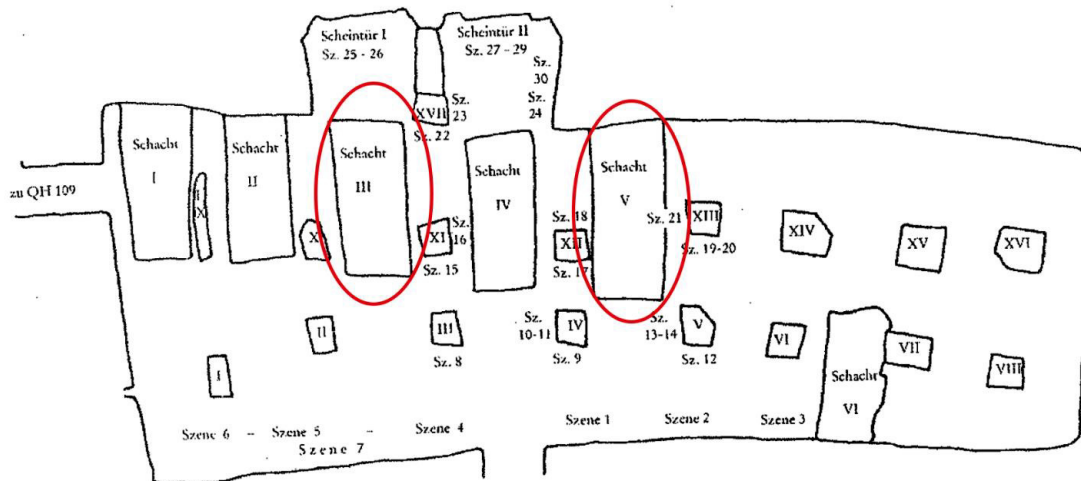 Scheintür I
Sz. 25 - 26
Scheintür II
Sz. 27 - 29
Sz.
30
Sz.
24
XVII
Sz.
23
Sz. 22
Schacht
I
Schacht
II
Schacht
III
Schacht
IV
Schacht
V
zu QH 109
I
X
X
XI
Sz.
16
Sz. 15
Sz. 18
XII
Sz. 17
Sz. 21
XIII
Sz. 19-20
XIV
XV
XVI
I
II
III
Sz. 8
Sz.
10-11
IV
Sz. 9
Sz.
13-14
V
Sz. 12
VI
Schacht
VI
VII
VIII
Szene 6 - Szene 5 - Szene 4
Szene 7
Szene 1
Szene 2
Szene 3